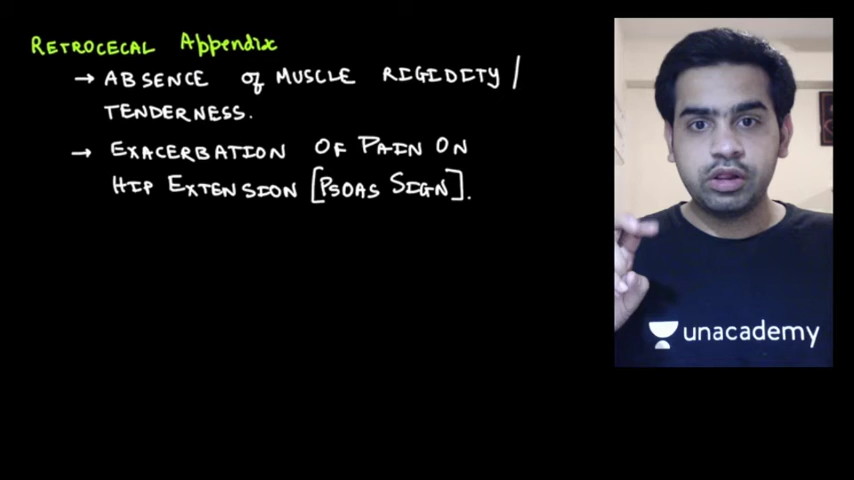 RETROCECAL Appendix
→ ABSENCE of MUSCLE RIGIDITY /
TENDERNESS.
→ EXACERBATION OF PAIN ON
HIP EXTENSION [PSOAS SIGN].
unacademy